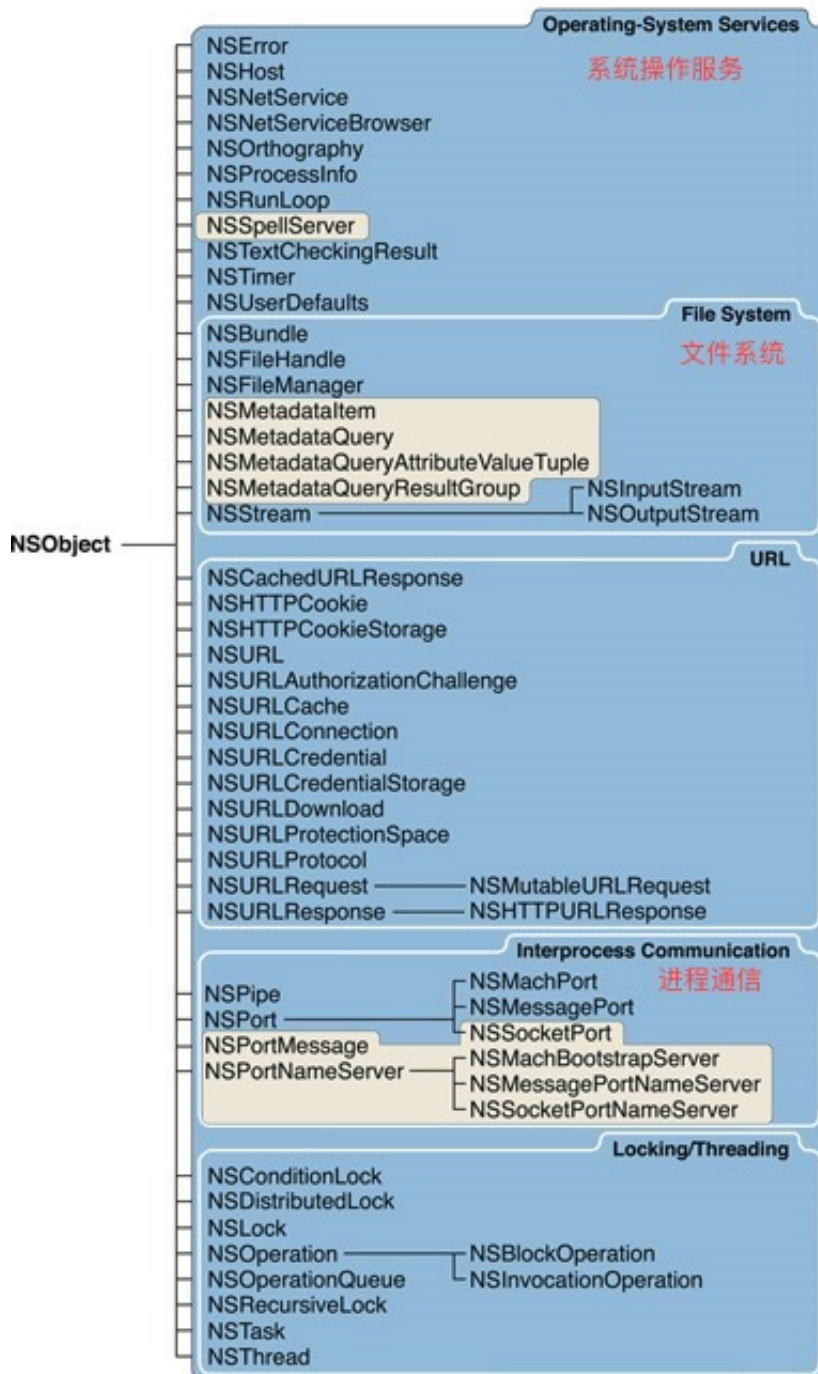 Operating-System Services
系统操作服务
NSError
NSHost
NSNetService
NSNetServiceBrowser
NSOrthography
NSProcessInfo
NSRunLoop
NSSpellServer
NSTextCheckingResult
NSTimer
NSUserDefaults
File System
文件系统
NSBundle
NSFileHandle
NSFileManager
NSMetadataItem
NSMetadataQuery
NSMetadataQueryAttributeValueTuple
NSMetadataQueryResultGroup
NSInputStream
NSStream
NSOutputStream
NSObject
URL
NSCachedURLResponse
NSHTTPCookie
NSHTTPCookieStorage
NSURL
NSURLAuthorizationChallenge
NSURLCache
NSURLConnection
NSURLCredential
NSURLCredentialStorage
NSURLDownload
NSURLProtectionSpace
NSURLProtocol
NSURLRequest
NSMutableURLRequest
NSURLResponse
NSHTTPURLResponse
Interprocess Communication
进程通信
NSMachPort
NSPipe
NSMessagePort
NSPort
NSSocketPort
NSPortMessage
NSMachBootstrapServer
NSPortNameServer
NSMessagePortNameServer
NSSocketPortNameServer
Locking/Threading
NSConditionLock
NSDistributedLock
NSLock
NSOperation
NSBlockOperation
NSOperationQueue
NSInvocationOperation
NSRecursiveLock
NSTask
NSThread